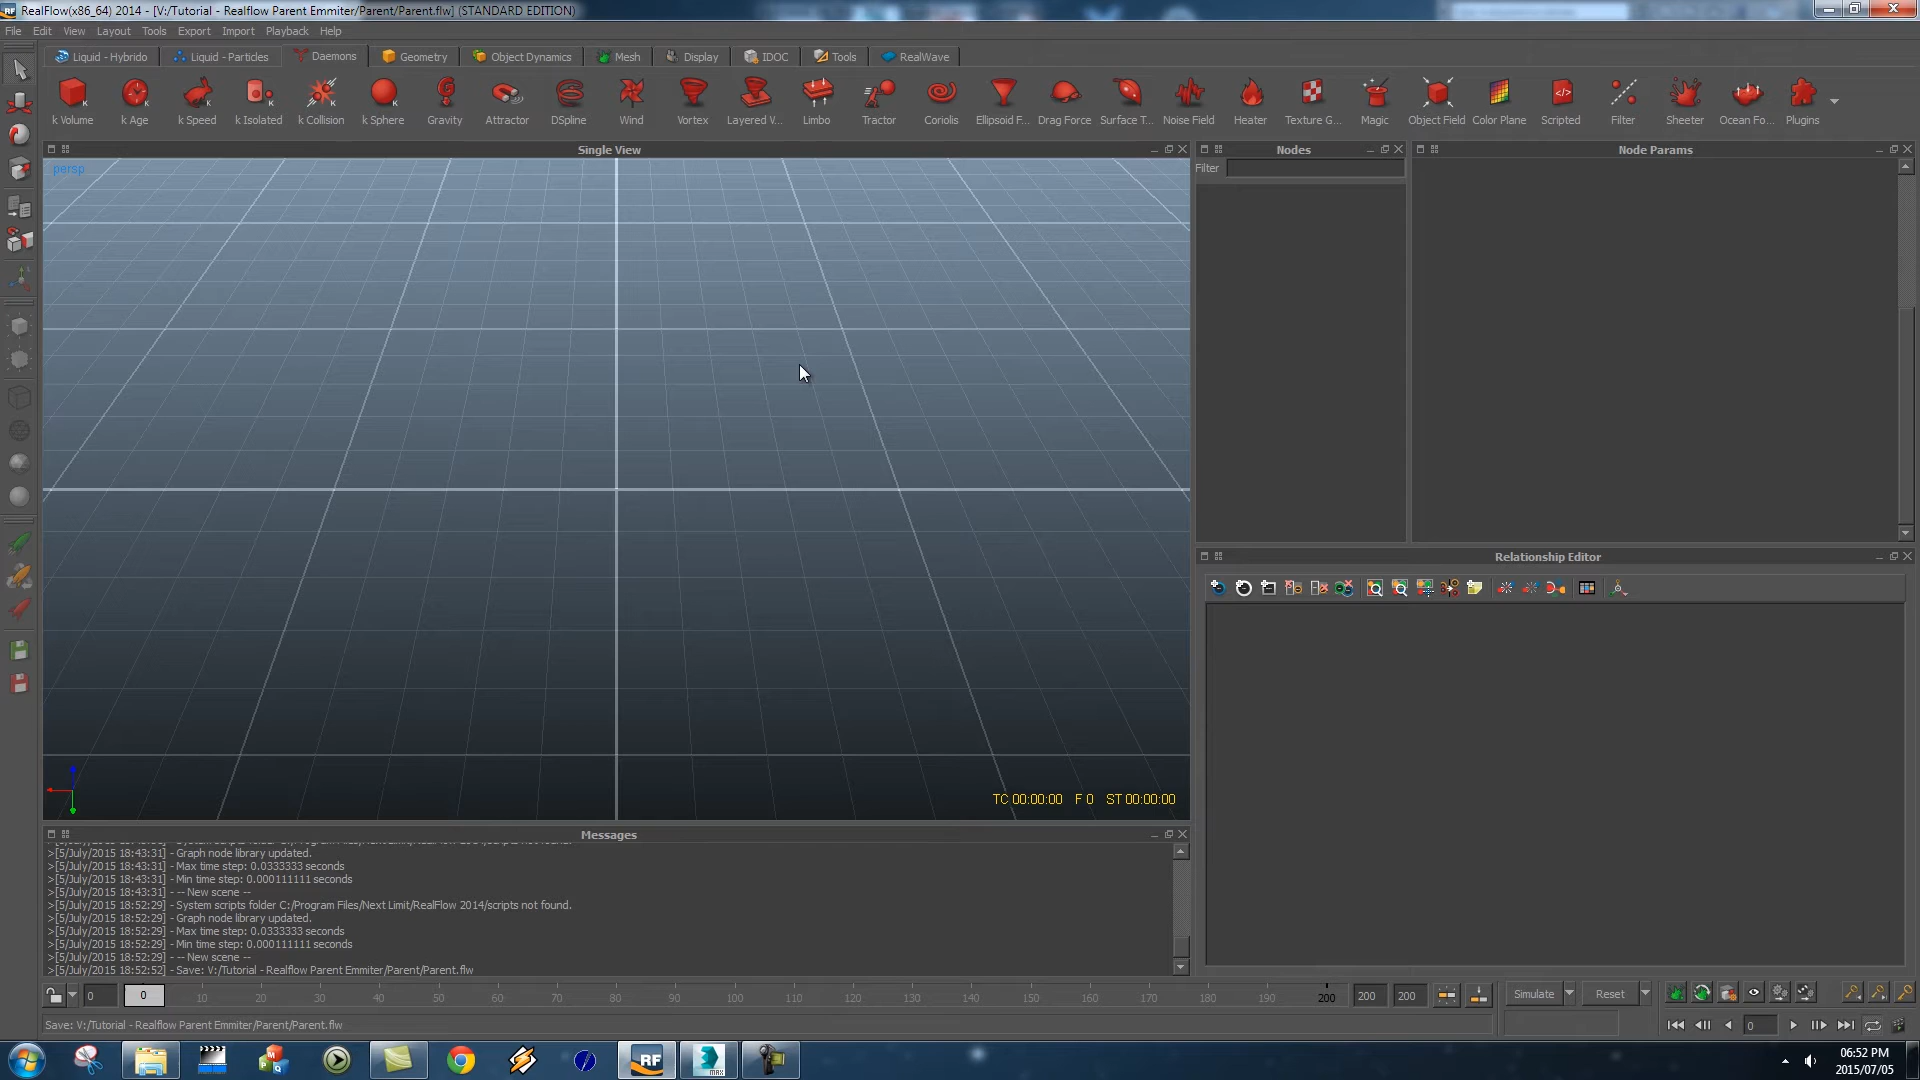 RealFlow(x86_64) 2014 - [V:/Tutorial - Realflow Parent Emmiter/Parent/Parent.flw] (STANDARD EDITION)
File Edit View Layout Tools Export Import Playback Help
Liquid - Hybrido Liquid - Particles Daemons Geometry Object Dynamics Mesh Display IDOC Tools RealWave
k Volume k Age k Speed k Isolated k Collision k Sphere Gravity Attractor DSpline Wind Vortex Layered V... Limbo Tractor Coriolis Ellipsoid F... Drag Force Surface T... Noise Field Heater Texture G... Magic Object Field Color Plane Scripted Filter Sheeter Ocean Fo... Plugins
Single View
Nodes
Node Params
persp
Filter
Relationship Editor
TC 00:00:00 F 0 ST 00:00:00
Messages
>[5/July/2015 18:43:31] - Graph node library updated.
>[5/July/2015 18:43:31] - Max time step: 0.0333333 seconds
>[5/July/2015 18:43:31] - Min time step: 0.000111111 seconds
>[5/July/2015 18:43:31] - -- New scene --
>[5/July/2015 18:52:29] - System scripts folder C:/Program Files/Next Limit/RealFlow 2014/scripts not found.
>[5/July/2015 18:52:29] - Graph node library updated.
>[5/July/2015 18:52:29] - Max time step: 0.0333333 seconds
>[5/July/2015 18:52:29] - Min time step: 0.000111111 seconds
>[5/July/2015 18:52:29] - -- New scene --
>[5/July/2015 18:52:52] - Save: V:/Tutorial - Realflow Parent Emmiter/Parent/Parent.flw
0 0 10 20 30 40 50 60 70 80 90 100 110 120 130 140 150 160 170 180 190 200 200 200 Simulate Reset
Save: V:/Tutorial - Realflow Parent Emmiter/Parent/Parent.flw
0
RF
MAX
06:52 PM
2015/07/05